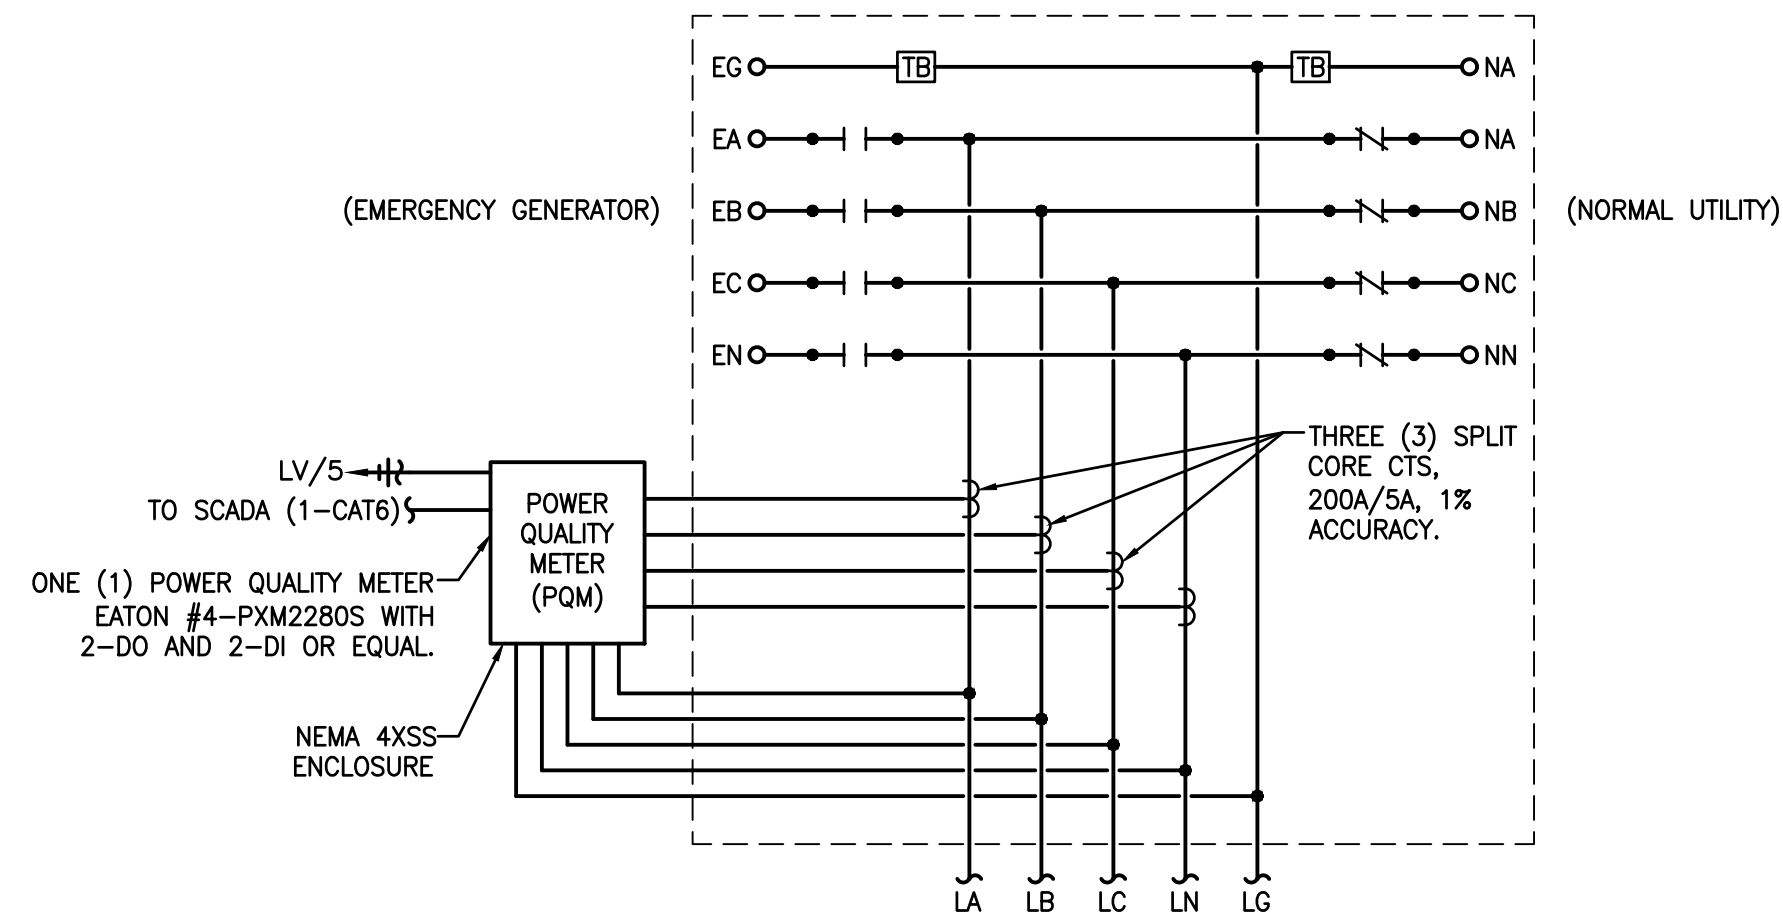 EG TB TB NA
EA NA
(EMERGENCY GENERATOR) EB NB (NORMAL UTILITY)
EC NC
EN NN
THREE (3) SPLIT
CORE CTS,
200A/5A, 1%
ACCURACY.
LV/5
TO SCADA (1-CAT6)
POWER
QUALITY
METER
(PQM)
ONE (1) POWER QUALITY METER
EATON #4-PXM2280S WITH
2-DO AND 2-DI OR EQUAL.
NEMA 4XSS
ENCLOSURE
LA LB LC LN LG